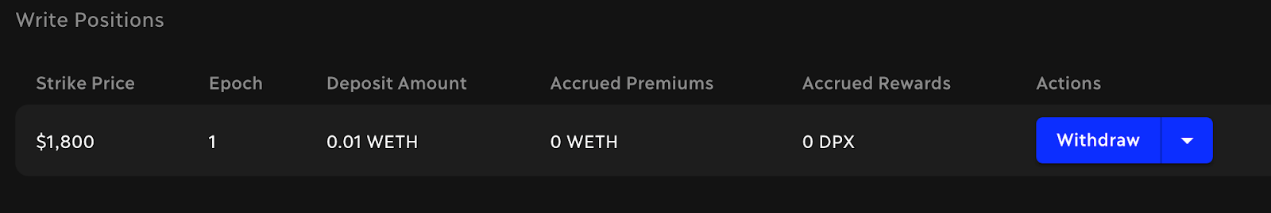 Write Positions
Strike Price Epoch Deposit Amount Accrued Premiums Accrued Rewards Actions
$1,800 1 0.01 WETH 0 WETH 0 DPX Withdraw